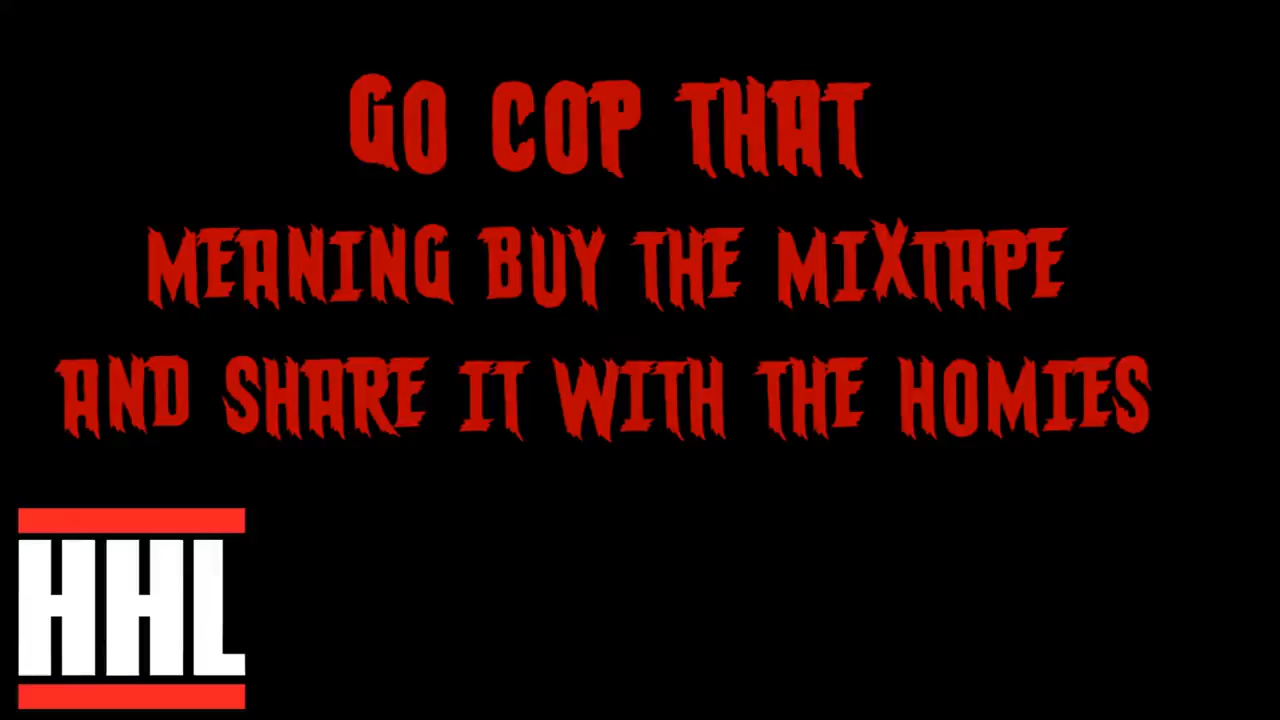 GO COP THAT
MEANING BUY THE MIXTAPE
AND SHARE IT WITH THE HOMIES
HHL